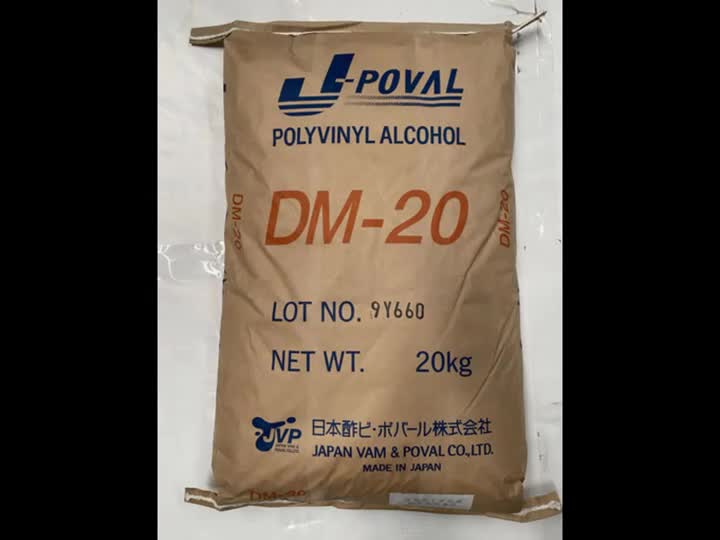 J-POVAL
POLYVINYL ALCOHOL
DM-20
DM-20
DM-20
LOT NO. 9Y660
NET WT. 20kg
JVP
日本酢ビ・ポバール株式会社
JAPAN VAM & POVAL CO.,LTD.
MADE IN JAPAN
DM-20